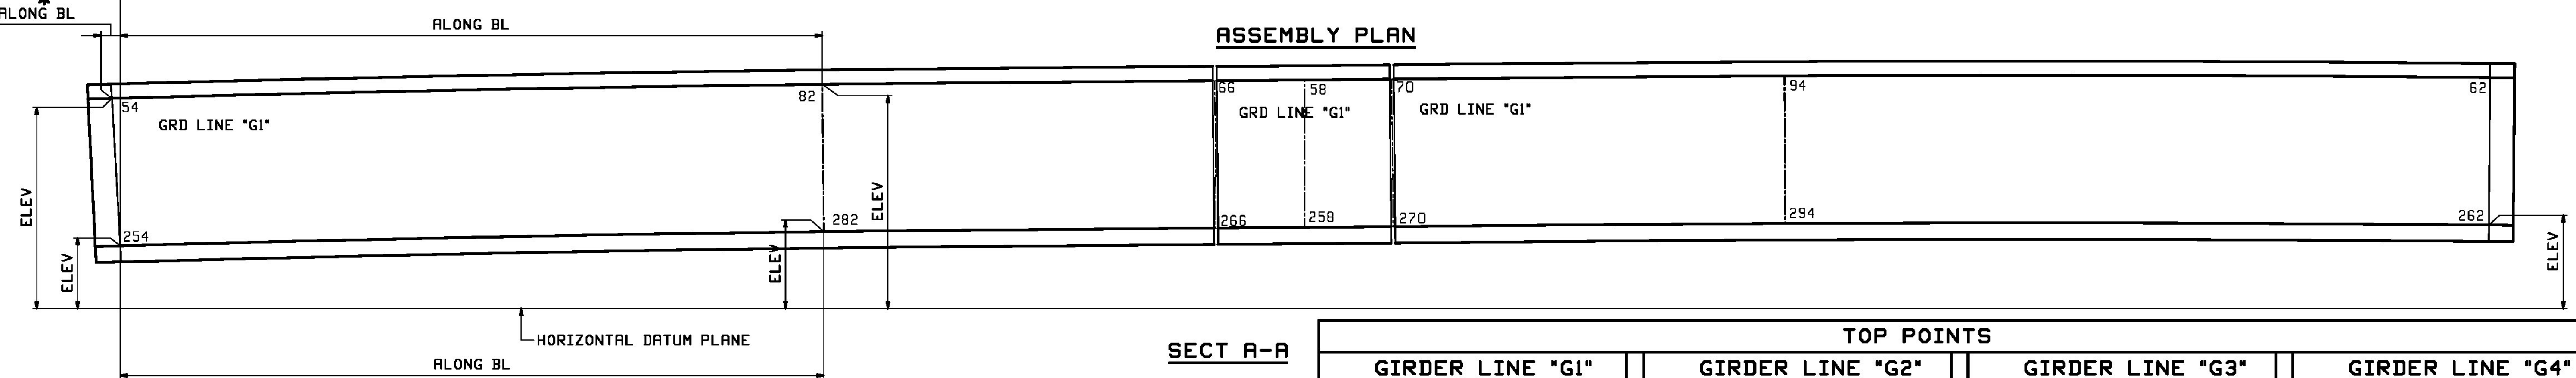 ALONG BL
ALONG BL
ASSEMBLY PLAN
54
82
66
58
70
94
62
GRD LINE "G1"
GRD LINE "G1"
GRD LINE "G1"
ELEV
ELEV
ELEV
ELEV
ELEV
254
282
266
258
270
294
262
HORIZONTAL DATUM PLANE
ALONG BL
SECT A-A
TOP POINTS
GIRDER LINE "G1" GIRDER LINE "G2" GIRDER LINE "G3" GIRDER LINE "G4"